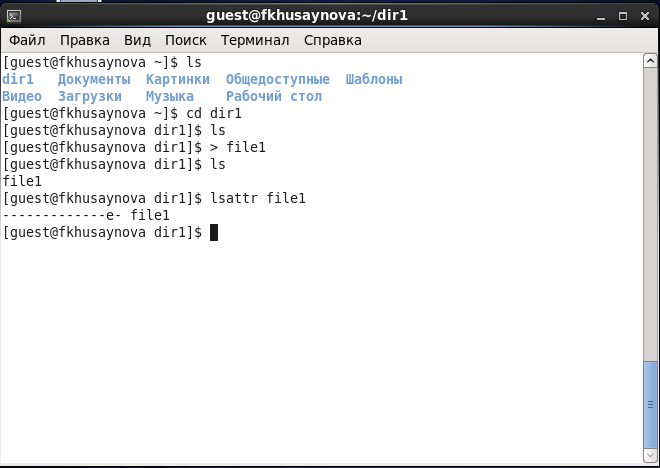 guest@fkhusaynova:~/dir1
Файл Правка Вид Поиск Терминал Справка
[guest@fkhusaynova ~]$ ls
dir1 Документы Картинки Общедоступные Шаблоны
Видео Загрузки Музыка Рабочий стол
[guest@fkhusaynova ~]$ cd dir1
[guest@fkhusaynova dir1]$ ls
[guest@fkhusaynova dir1]$ > file1
[guest@fkhusaynova dir1]$ ls
file1
[guest@fkhusaynova dir1]$ lsattr file1
-------------e- file1
[guest@fkhusaynova dir1]$